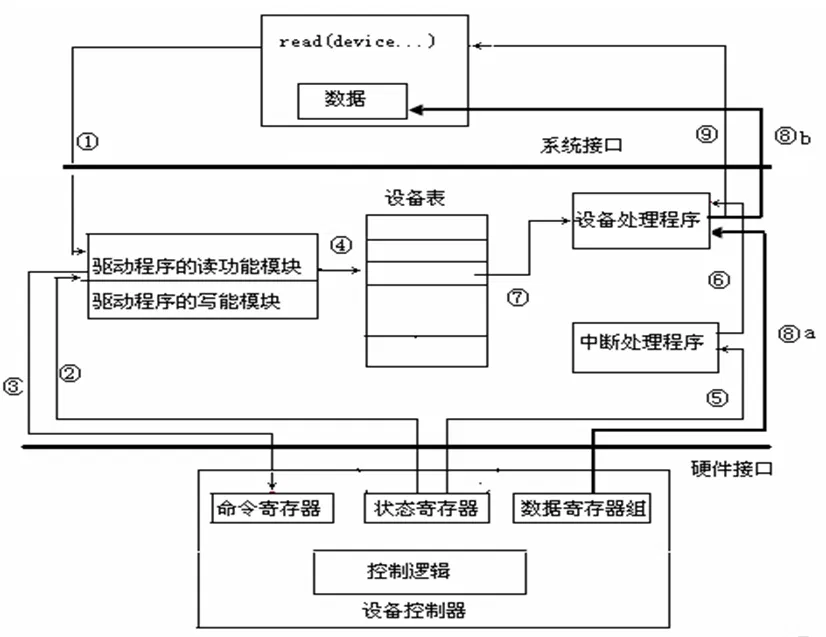 read(device...)
数据
①
⑨
⑧b
系统接口
设备表
设备处理程序
④
驱动程序的读功能模块
⑦
⑥
驱动程序的写能模块
中断处理程序
⑧a
③
②
⑤
硬件接口
命令寄存器
状态寄存器
数据寄存器组
控制逻辑
设备控制器